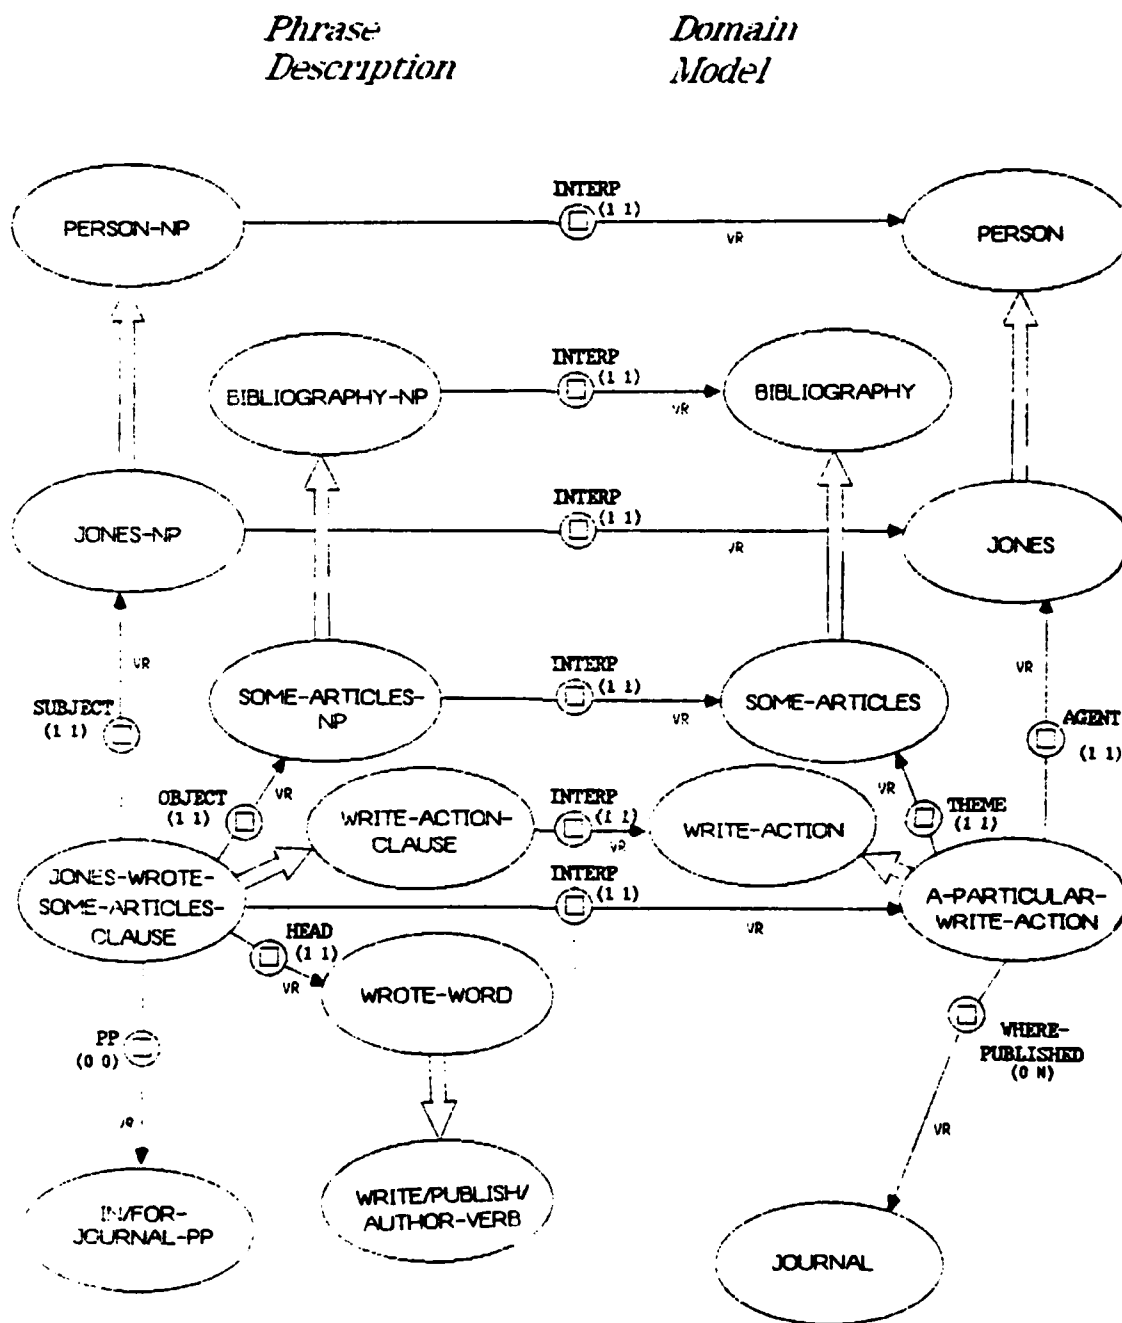 Phrase Description
Domain Model
INTERP
(1 1)
PERSON-NP
VR
PERSON
INTERP
(1 1)
BIBLIOGRAPHY-NP
VR
BIBLIOGRAPHY
INTERP
(1 1)
JONES-NP
VR
JONES
VR
VR
INTERP
(1 1)
SOME-ARTICLES-
NP
VR
SOME-ARTICLES
SUBJECT
(1 1)
AGENT
(1 1)
OBJECT
(1 1)
VR
VR
THEME
(1 1)
INTERP
(1 1)
WRITE-ACTION-
CLAUSE
VR
WRITE-ACTION
JONES-WROTE-
SOME-ARTICLES-
CLAUSE
INTERP
(1 1)
VR
A-PARTICULAR-
WRITE-ACTION
HEAD
(1 1)
VR
WROTE-WORD
PP
(0 0)
VR
WHERE-
PUBLISHED
(0 N)
VR
IN/FOR-
JOURNAL-PP
WRITE/PUBLISH/
AUTHOR-VERB
JOURNAL